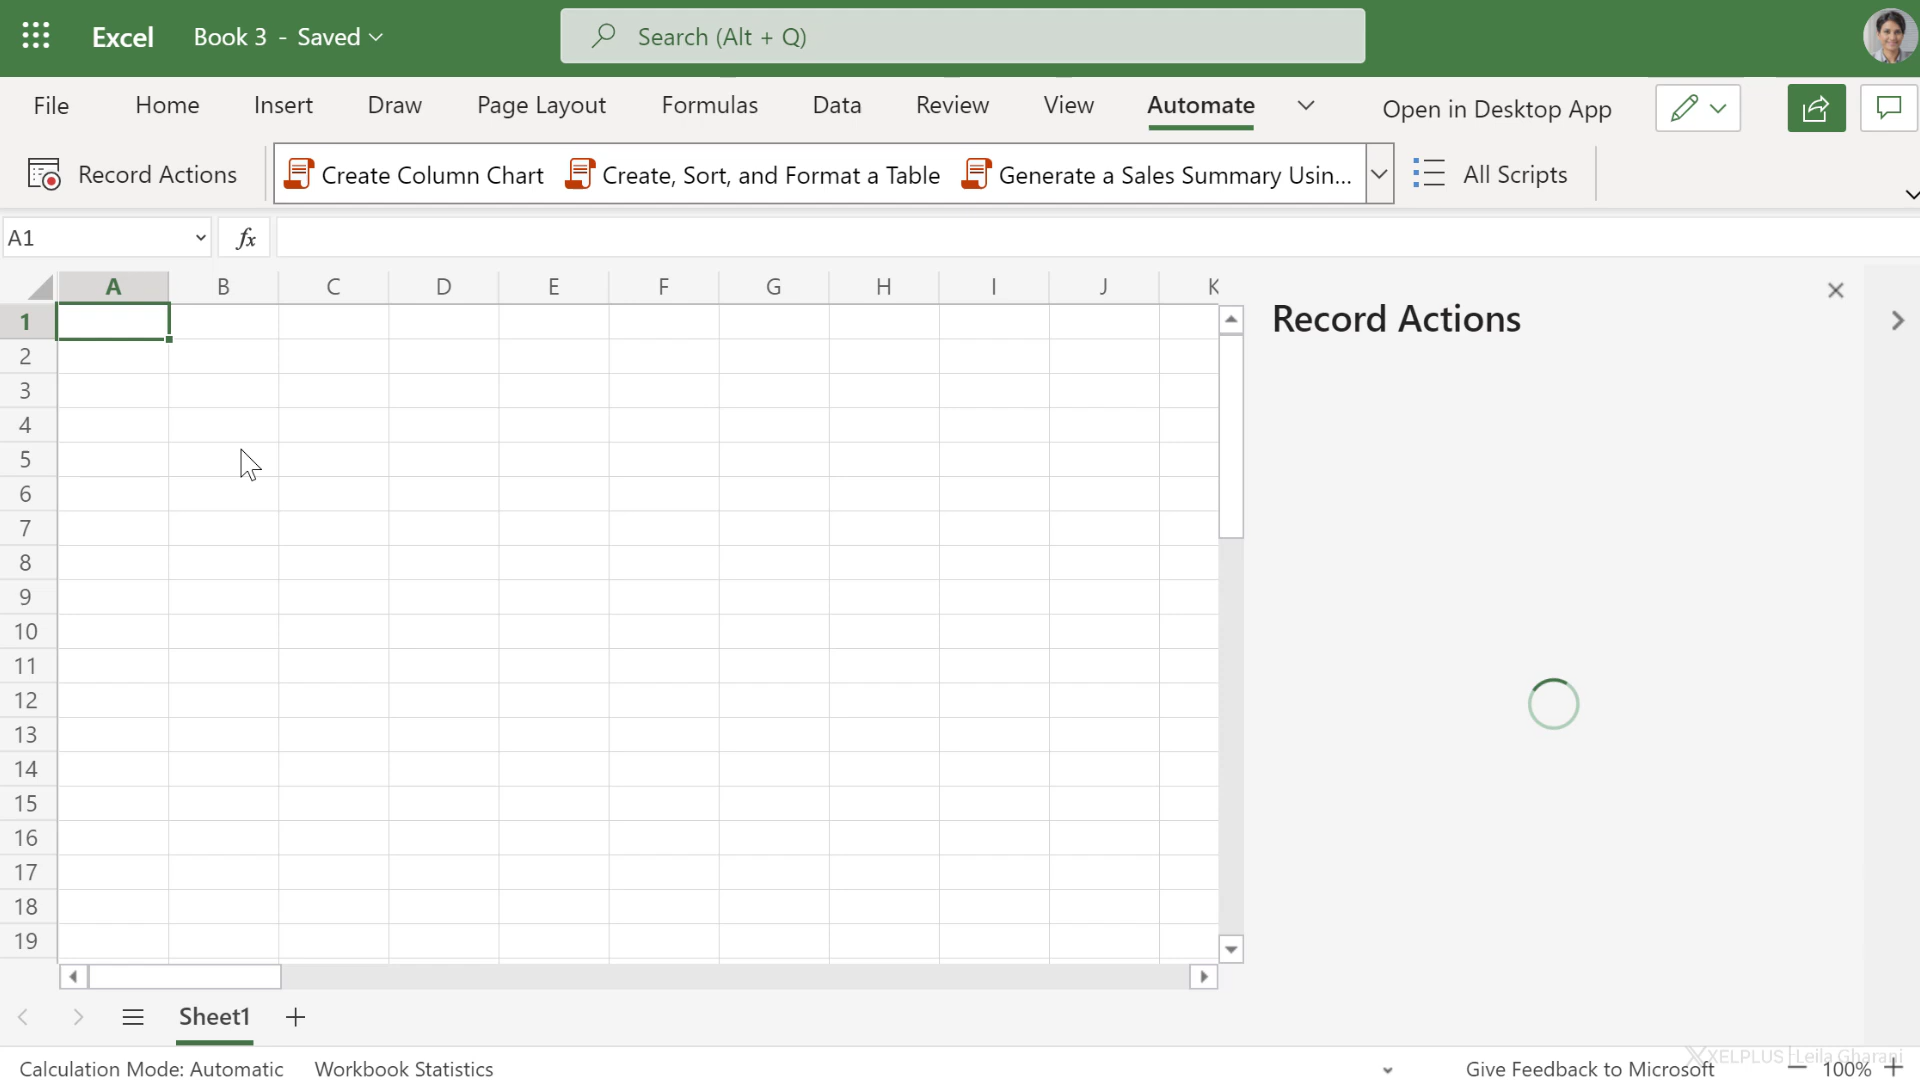 Excel Book 3 - Saved Search (Alt + Q)
File Home Insert Draw Page Layout Formulas Data Review View Automate Open in Desktop App
Record Actions Create Column Chart Create, Sort, and Format a Table Generate a Sales Summary Usin... All Scripts
A1 fx
A B C D E F G H I J K
Record Actions
1
2
3
4
5
6
7
8
9
10
11
12
13
14
15
16
17
18
19
Sheet1
XELPLUS | Leila Gharani
Calculation Mode: Automatic Workbook Statistics Give Feedback to Microsoft 100%